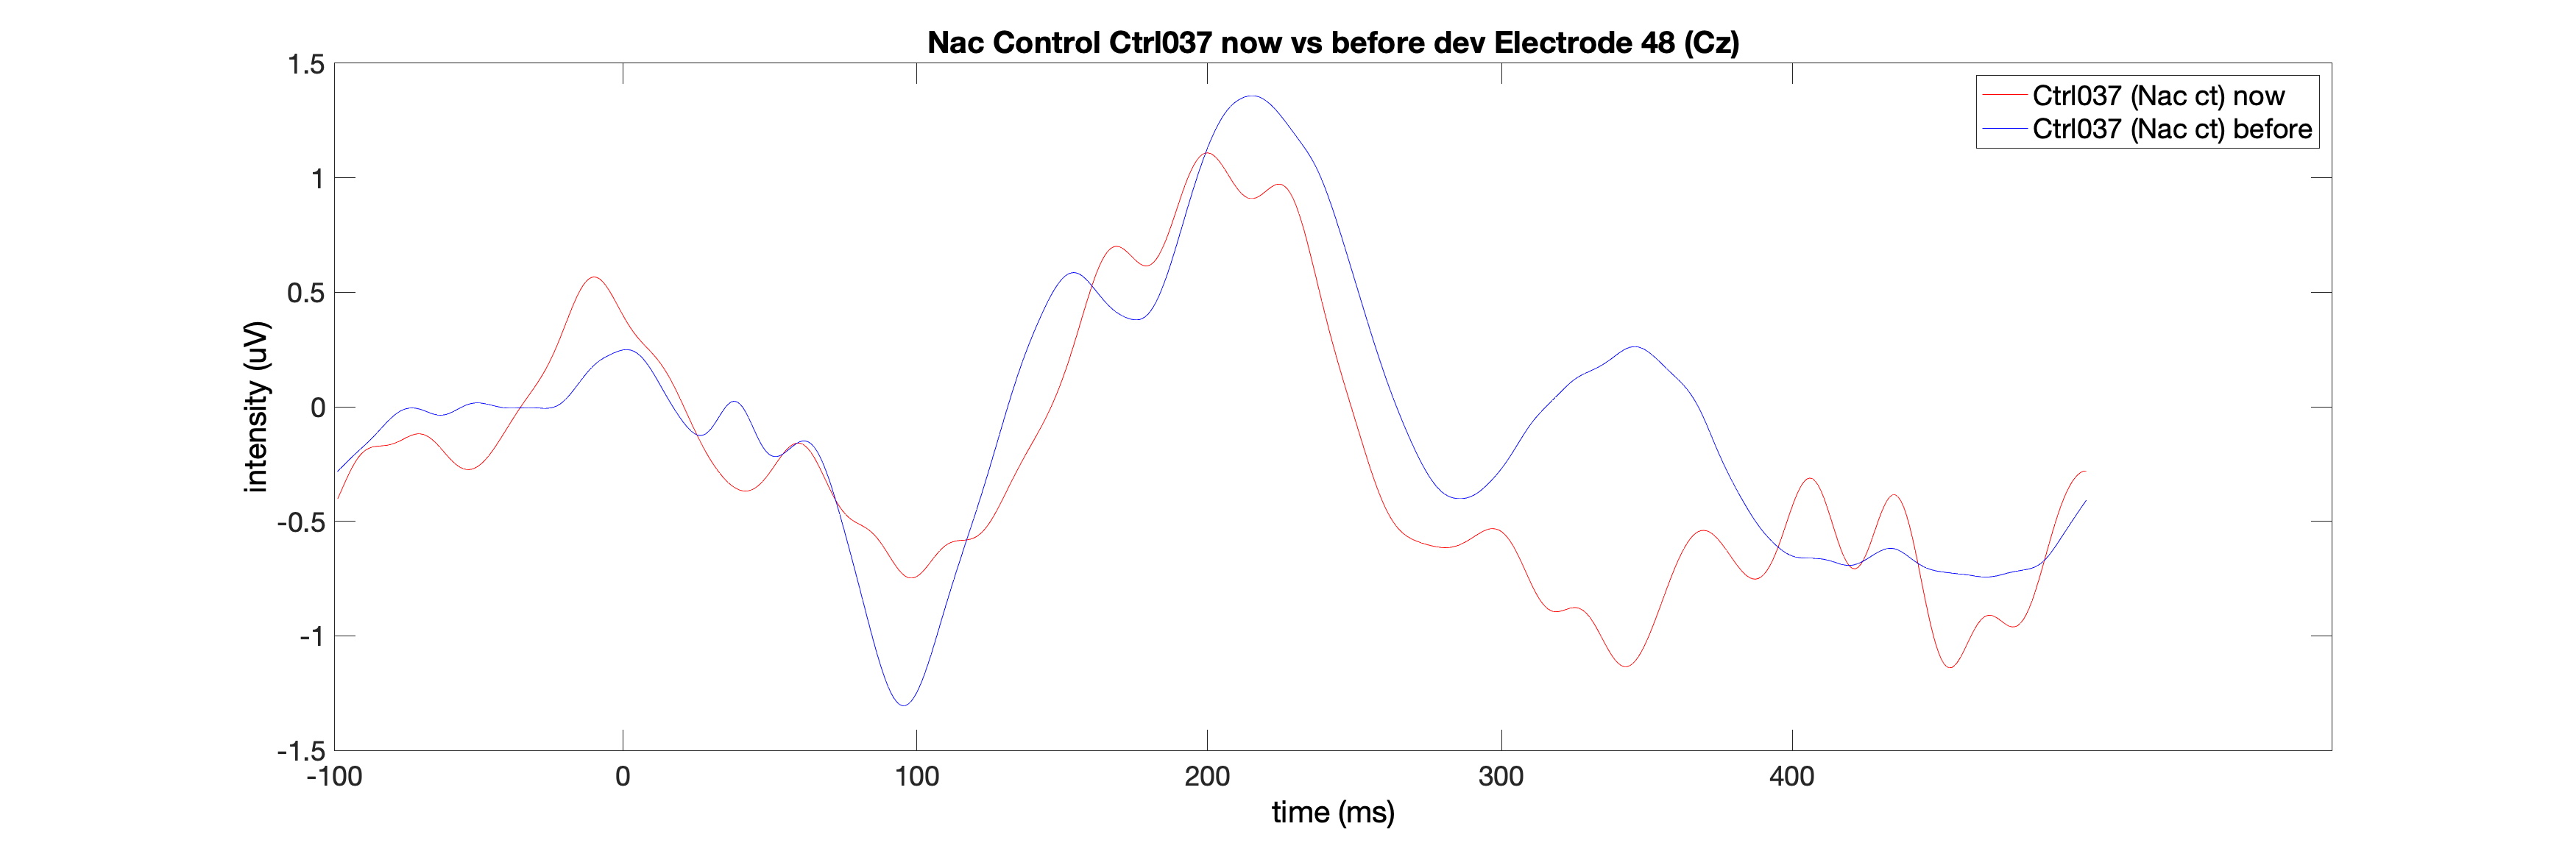 Nac Control Ctrl037 now vs before dev Electrode 48 (Cz)
1.5
1
0.5
0
-0.5
-1
-1.5
intensity (uV)
Ctrl037 (Nac ct) now
Ctrl037 (Nac ct) before
-100 0 100 200 300 400
time (ms)